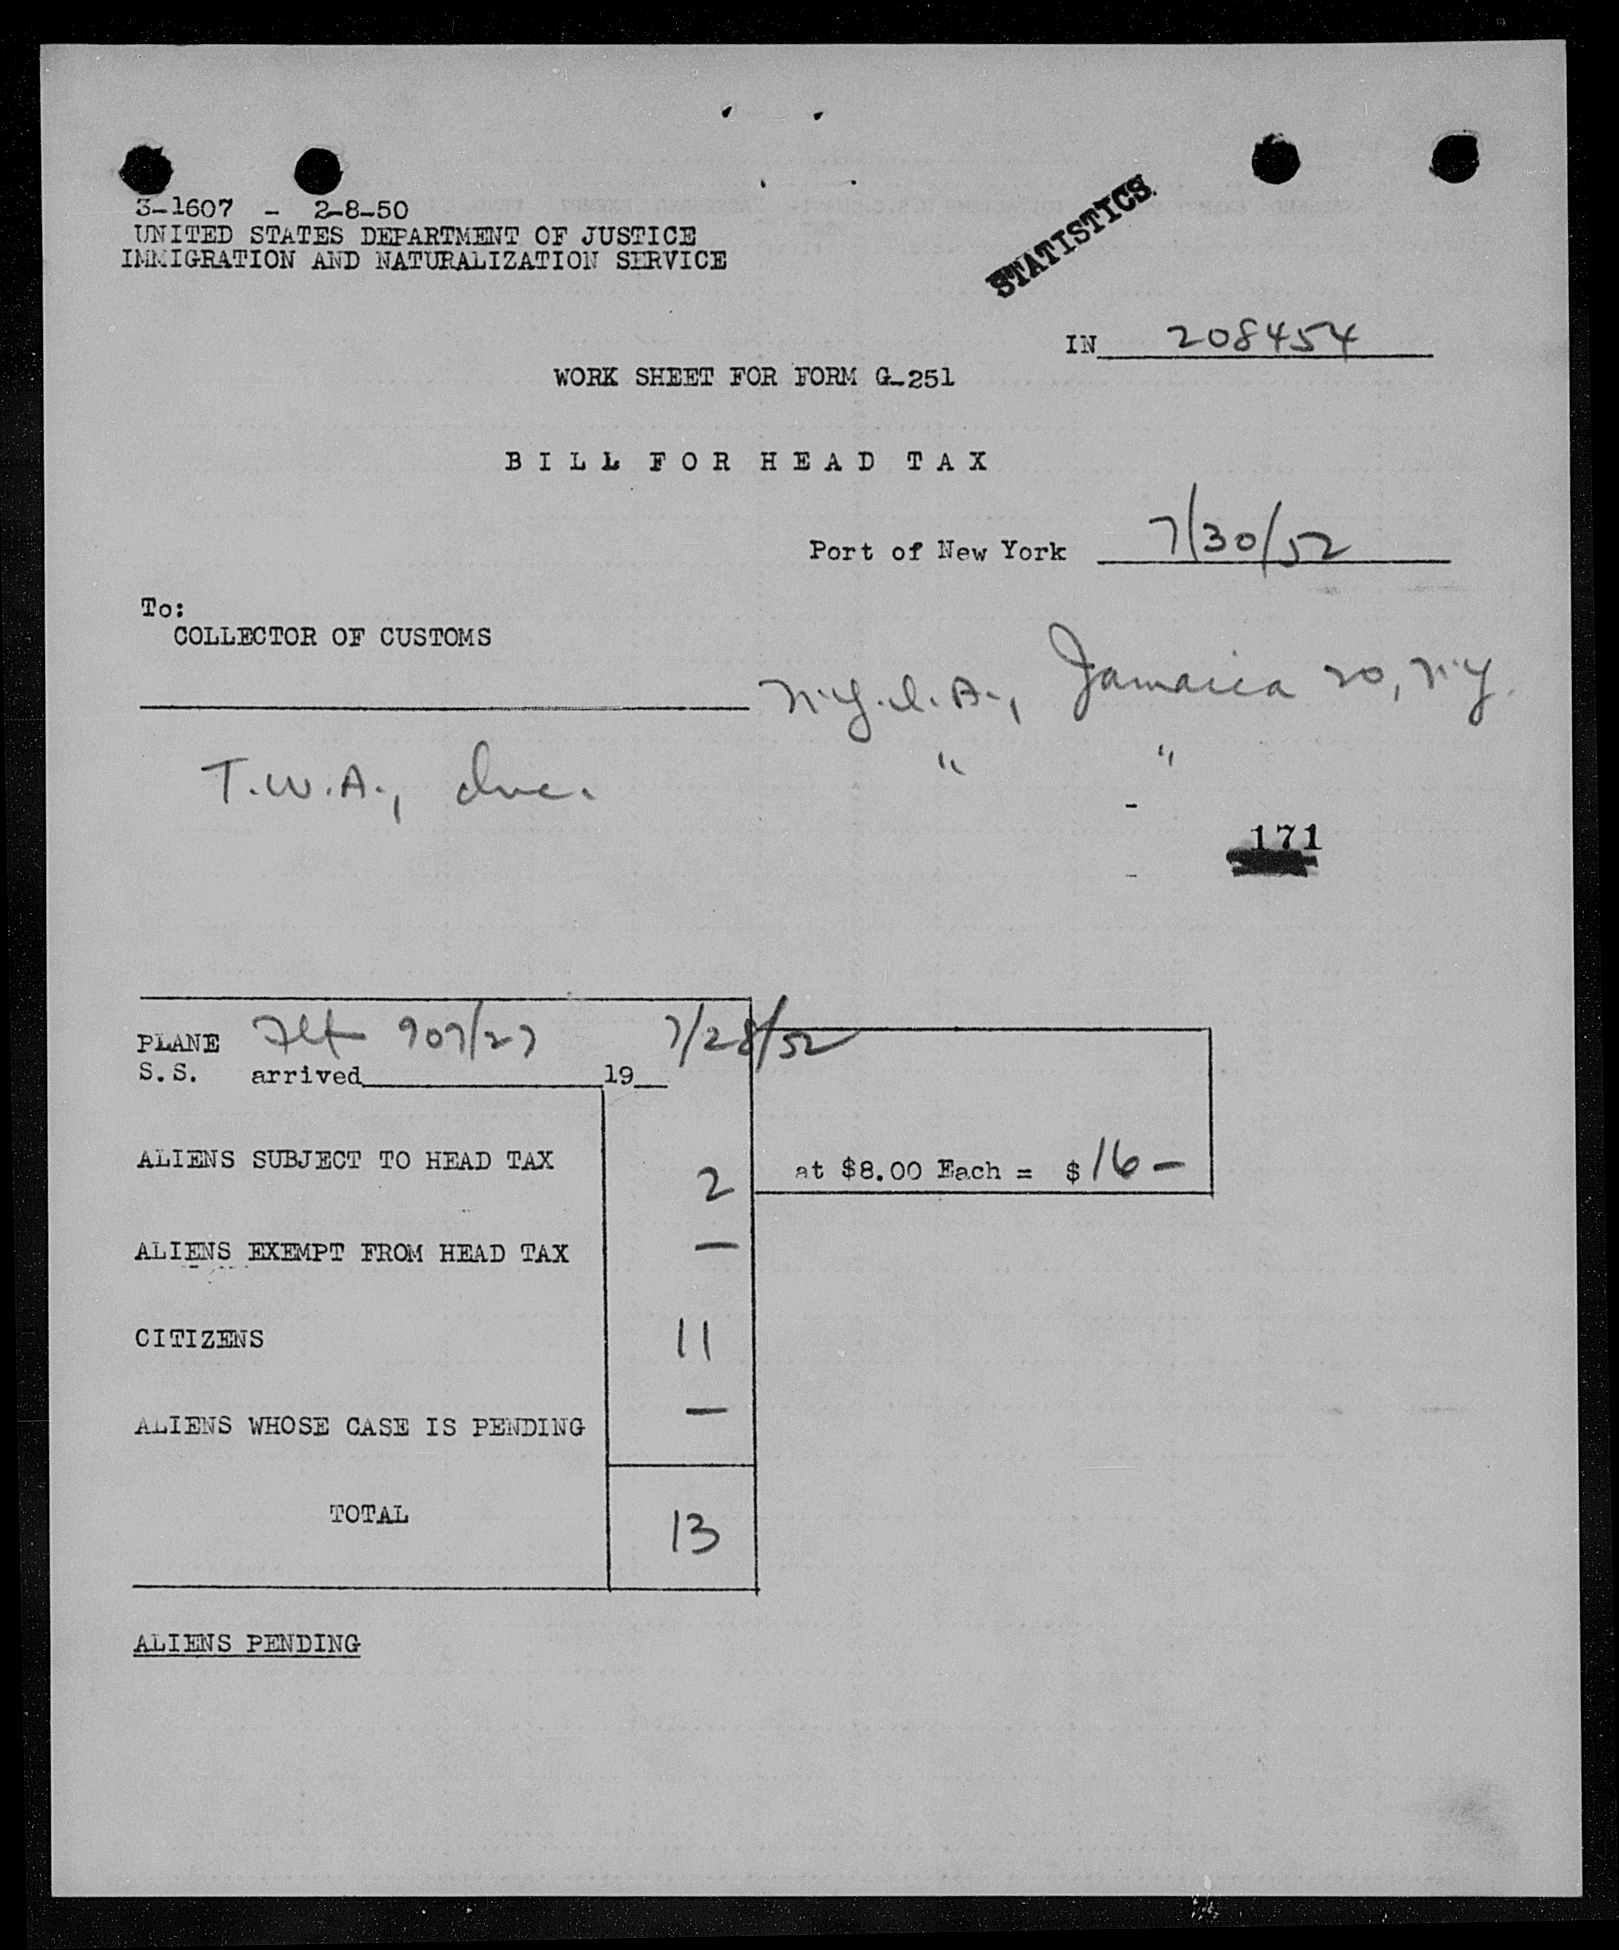 3-1607 - 2-8-50
UNITED STATES DEPARTMENT OF JUSTICE
IMMIGRATION AND NATURALIZATION SERVICE
STATISTICS
IN 208454
WORK SHEET FOR FORM G-251
BILL FOR HEAD TAX
Port of New York 7/30/52
To:
COLLECTOR OF CUSTOMS
N.Y.I.A., Jamaica 20, N.Y.
T.W.A., Inc. " "
171
PLANE Flt 907/27 7/28/52
S.S. arrived 19
ALIENS SUBJECT TO HEAD TAX 2 at $8.00 Each = $16-
ALIENS EXEMPT FROM HEAD TAX —
CITIZENS 11
ALIENS WHOSE CASE IS PENDING —
TOTAL 13
ALIENS PENDING